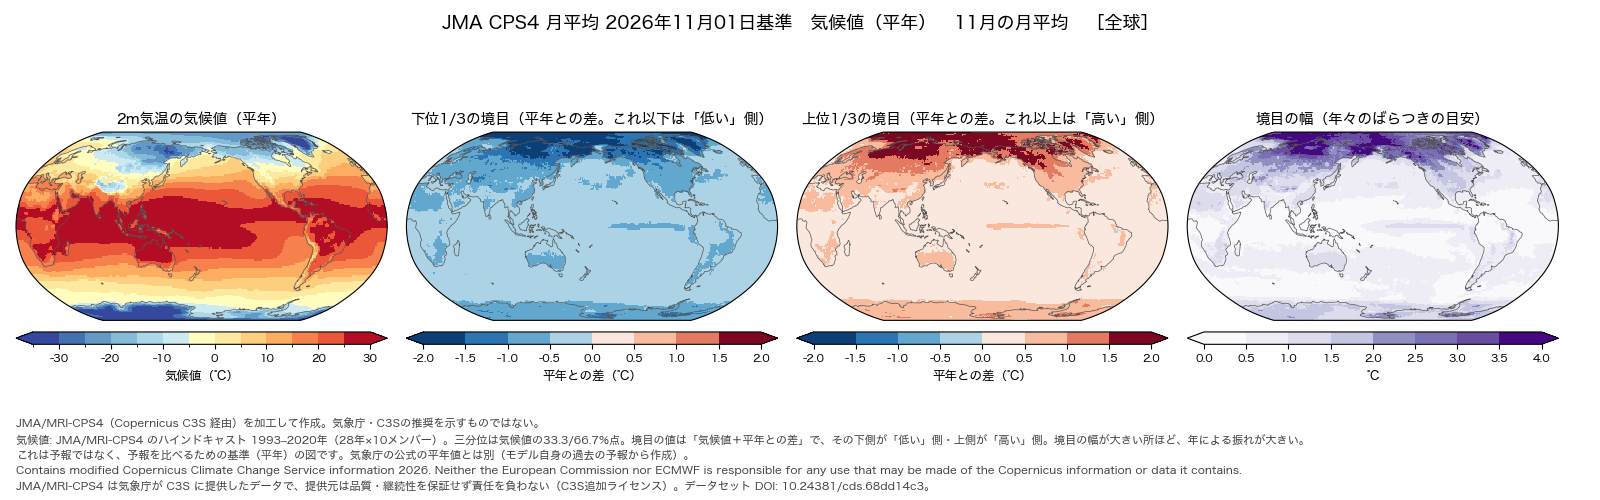 JMA CPS4 月平均 2026年11月01日基準　気候値（平年）　11月の月平均　［全球］
2m気温の気候値（平年）
下位1/3の境目（平年との差。これ以下は「低い」側）
上位1/3の境目（平年との差。これ以上は「高い」側）
境目の幅（年々のばらつきの目安）
-30 -20 -10 0 10 20 30
-2.0 -1.5 -1.0 -0.5 0.0 0.5 1.0 1.5 2.0
-2.0 -1.5 -1.0 -0.5 0.0 0.5 1.0 1.5 2.0
0.0 0.5 1.0 1.5 2.0 2.5 3.0 3.5 4.0
気候値（℃）
平年との差（℃）
平年との差（℃）
℃
JMA/MRI-CPS4（Copernicus C3S 経由）を加工して作成。気象庁・C3Sの推奨を示すものではない。
気候値: JMA/MRI-CPS4 のハインドキャスト 1993–2020年（28年×10メンバー）。三分位は気候値の33.3/66.7%点。境目の値は「気候値＋平年との差」で、その下側が「低い」側・上側が「高い」側。境目の幅が大きい所ほど、年による振れが大きい。
これは予報ではなく、予報を比べるための基準（平年）の図です。気象庁の公式の平年値とは別（モデル自身の過去の予報から作成）。
Contains modified Copernicus Climate Change Service information 2026. Neither the European Commission nor ECMWF is responsible for any use that may be made of the Copernicus information or data it contains.
JMA/MRI-CPS4 は気象庁が C3S に提供したデータで、提供元は品質・継続性を保証せず責任を負わない（C3S追加ライセンス）。データセット DOI: 10.24381/cds.68dd14c3。